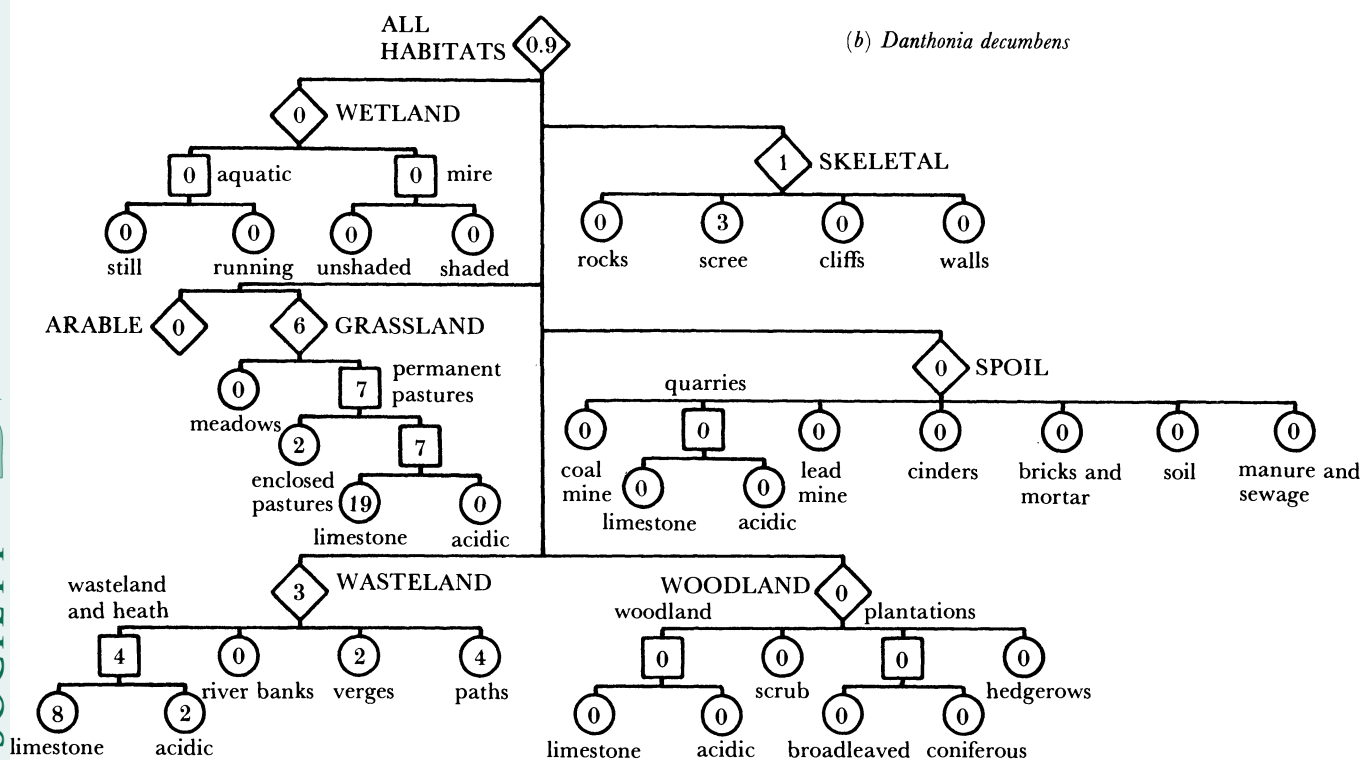 ALL
HABITATS
0.9
(b) Danthonia decumbens
0 WETLAND
0 aquatic
0 mire
0 0 0 0
still running unshaded shaded
1 SKELETAL
0 3 0 0
rocks scree cliffs walls
ARABLE 0
6 GRASSLAND
0
meadows
7 permanent
pastures
2
enclosed
pastures
7
19
limestone
0
acidic
0 SPOIL
quarries
0 0 0 0 0 0 0
coal
mine
lead
mine
cinders
bricks and
mortar
soil
manure and
sewage
0 0
limestone acidic
3 WASTELAND
wasteland
and heath
4 0 2 4
river banks verges paths
8 2
limestone acidic
WOODLAND 0
woodland plantations
0 0 0 0
scrub hedgerows
0 0 0 0
limestone acidic broadleaved coniferous